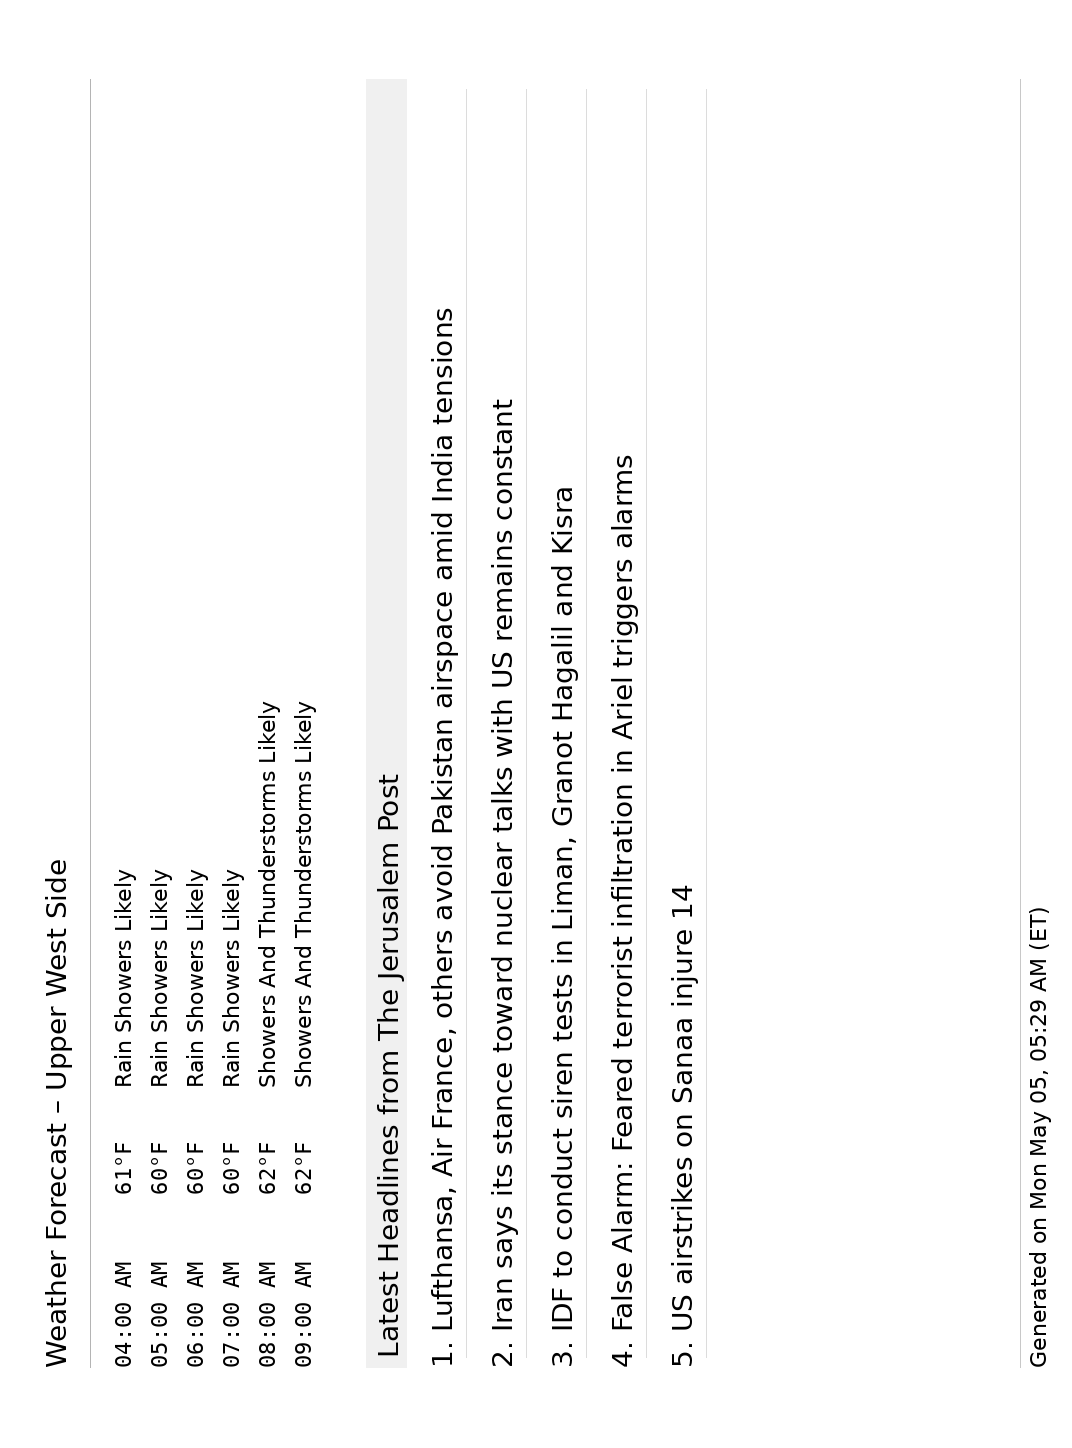 Weather Forecast – Upper West Side
04:00 AM 61°F Rain Showers Likely
05:00 AM 60°F Rain Showers Likely
06:00 AM 60°F Rain Showers Likely
07:00 AM 60°F Rain Showers Likely
08:00 AM 62°F Showers And Thunderstorms Likely
09:00 AM 62°F Showers And Thunderstorms Likely
Latest Headlines from The Jerusalem Post
1. Lufthansa, Air France, others avoid Pakistan airspace amid India tensions
2. Iran says its stance toward nuclear talks with US remains constant
3. IDF to conduct siren tests in Liman, Granot Hagalil and Kisra
4. False Alarm: Feared terrorist infiltration in Ariel triggers alarms
5. US airstrikes on Sanaa injure 14
Generated on Mon May 05, 05:29 AM (ET)